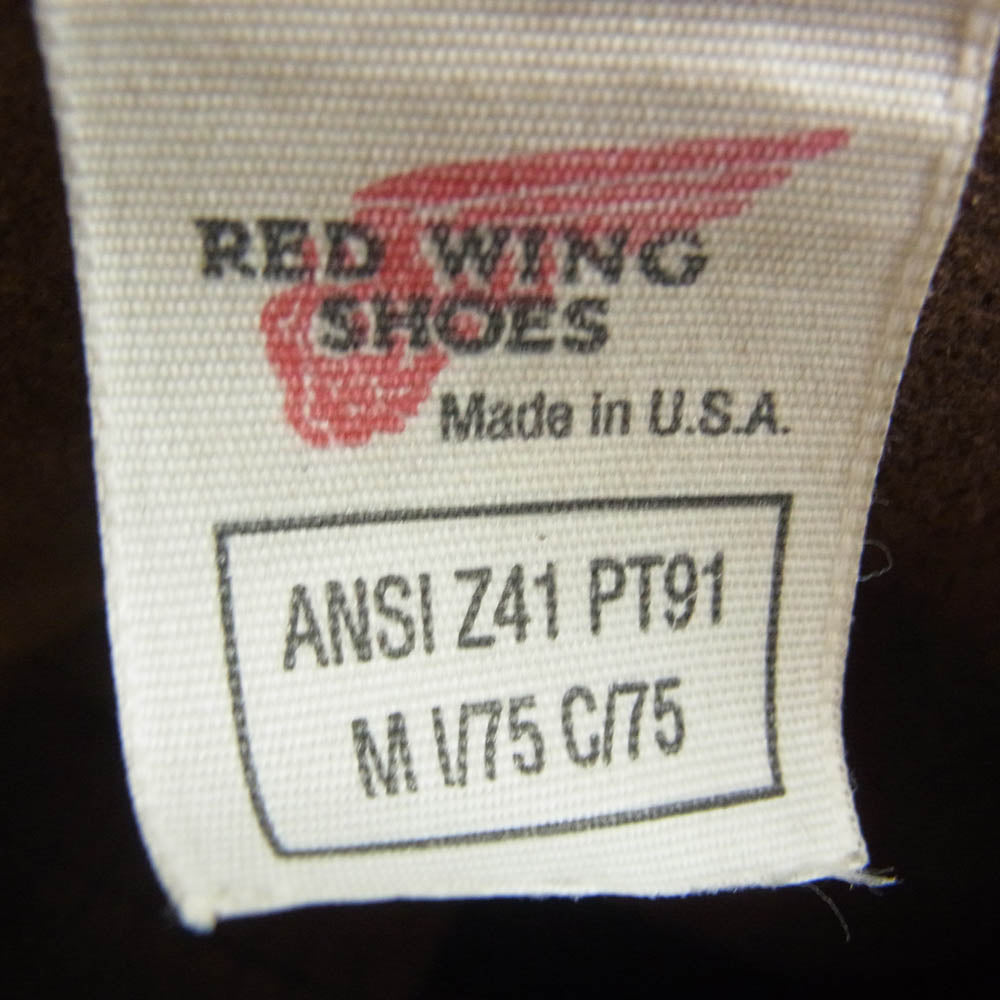 RED WING
SHOES
Made in U.S.A.
ANSI Z41 PT91
M I/75 C/75